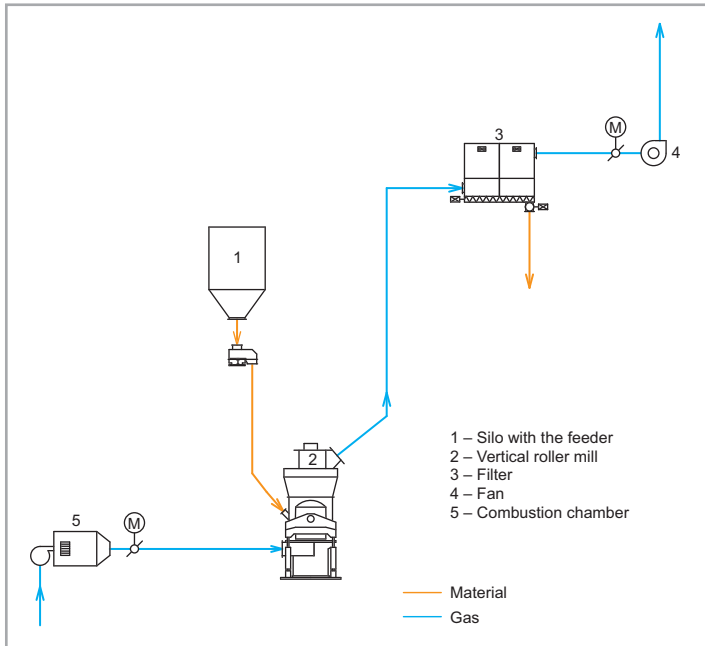 M
3
4
1
1 – Silo with the feeder
2 – Vertical roller mill
3 – Filter
4 – Fan
5 – Combustion chamber
2
5
M
Material
Gas